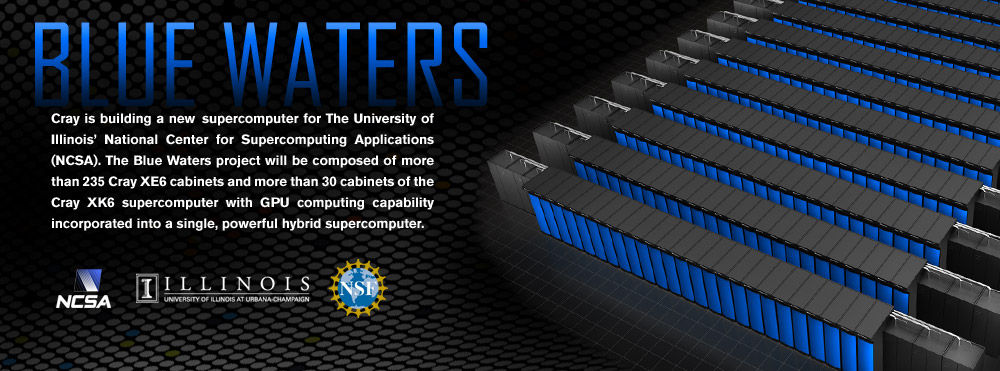 BLUE WATERS
Cray is building a new supercomputer for The University of
Illinois' National Center for Supercomputing Applications
(NCSA). The Blue Waters project will be composed of more
than 235 Cray XE6 cabinets and more than 30 cabinets of the
Cray XK6 supercomputer with GPU computing capability
incorporated into a single, powerful hybrid supercomputer.
NCSA
I ILLINOIS
UNIVERSITY OF ILLINOIS AT URBANA-CHAMPAIGN
NSF